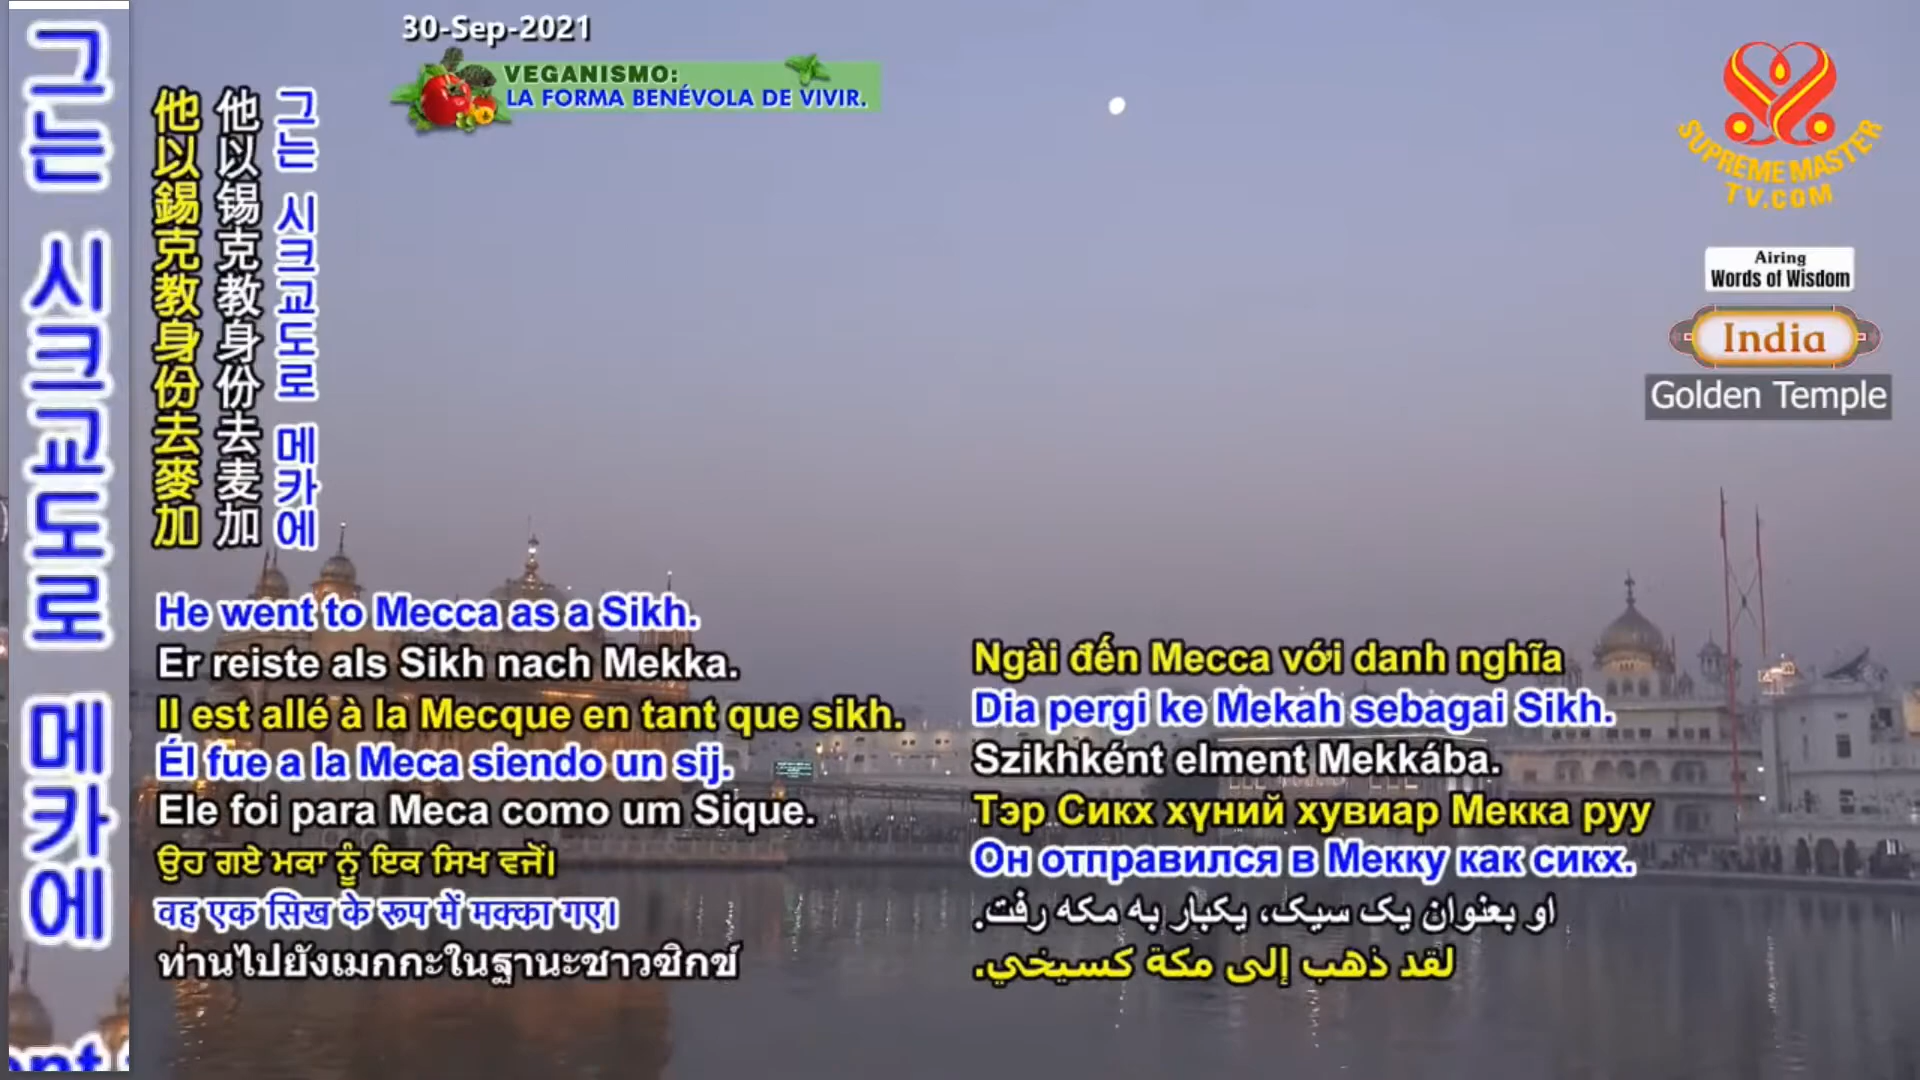 30-Sep-2021
VEGANISMO:
LA FORMA BENÉVOLA DE VIVIR.
SUPREME MASTER
TV.COM
Airing
Words of Wisdom
India
Golden Temple
그는 시크교도로 메카에
他以錫克教身份去麥加
他以锡克教身份去麦加
그는 시크교도로 메카에
He went to Mecca as a Sikh.
Er reiste als Sikh nach Mekka.
Il est allé à la Mecque en tant que sikh.
Él fue a la Meca siendo un sij.
Ele foi para Meca como um Sique.
ਉਹ ਗਏ ਮਕਾ ਨੂੰ ਇਕ ਸਿਖ ਵਜੋਂ।
वह एक सिख के रूप में मक्का गए।
ท่านไปยังเมกกะในฐานะชาวซิกข์
Ngài đến Mecca với danh nghĩa
Dia pergi ke Mekah sebagai Sikh.
Szikhként elment Mekkába.
Тэр Сикх хүний хувиар Мекка руу
Он отправился в Мекку как сикх.
او بعنوان یک سیک، یکبار به مکه رفت.
لقد ذهب إلى مكة كسيخي.